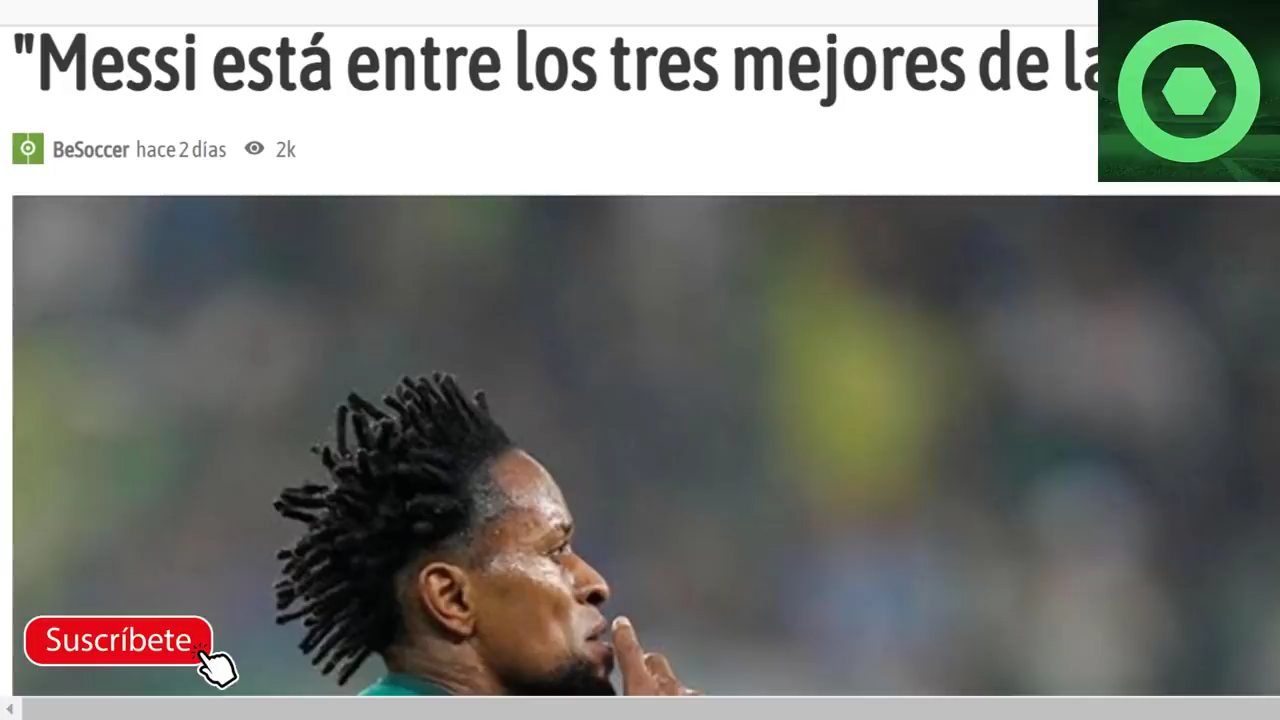 "Messi está entre los tres mejores de la
BeSoccer hace 2 días 2k
Suscríbete